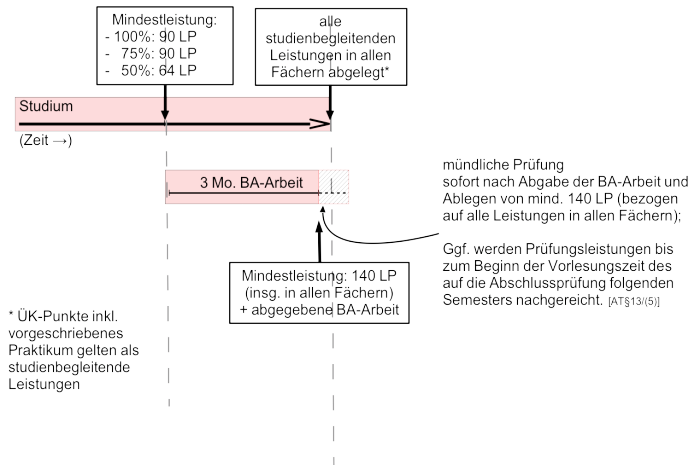 Mindestleistung:
- 100%: 90 LP
- 75%: 90 LP
- 50%: 64 LP
alle
studienbegleitenden
Leistungen in allen
Fächern abgelegt*
Studium
(Zeit →)
3 Mo. BA-Arbeit
mündliche Prüfung
sofort nach Abgabe der BA-Arbeit und
Ablegen von mind. 140 LP (bezogen
auf alle Leistungen in allen Fächern);
Ggf. werden Prüfungsleistungen bis
zum Beginn der Vorlesungszeit des
auf die Abschlussprüfung folgenden
Semesters nachgereicht. [AT§13/(5)]
Mindestleistung: 140 LP
(insg. in allen Fächern)
+ abgegebene BA-Arbeit
* ÜK-Punkte inkl.
vorgeschriebenes
Praktikum gelten als
studienbegleitende
Leistungen